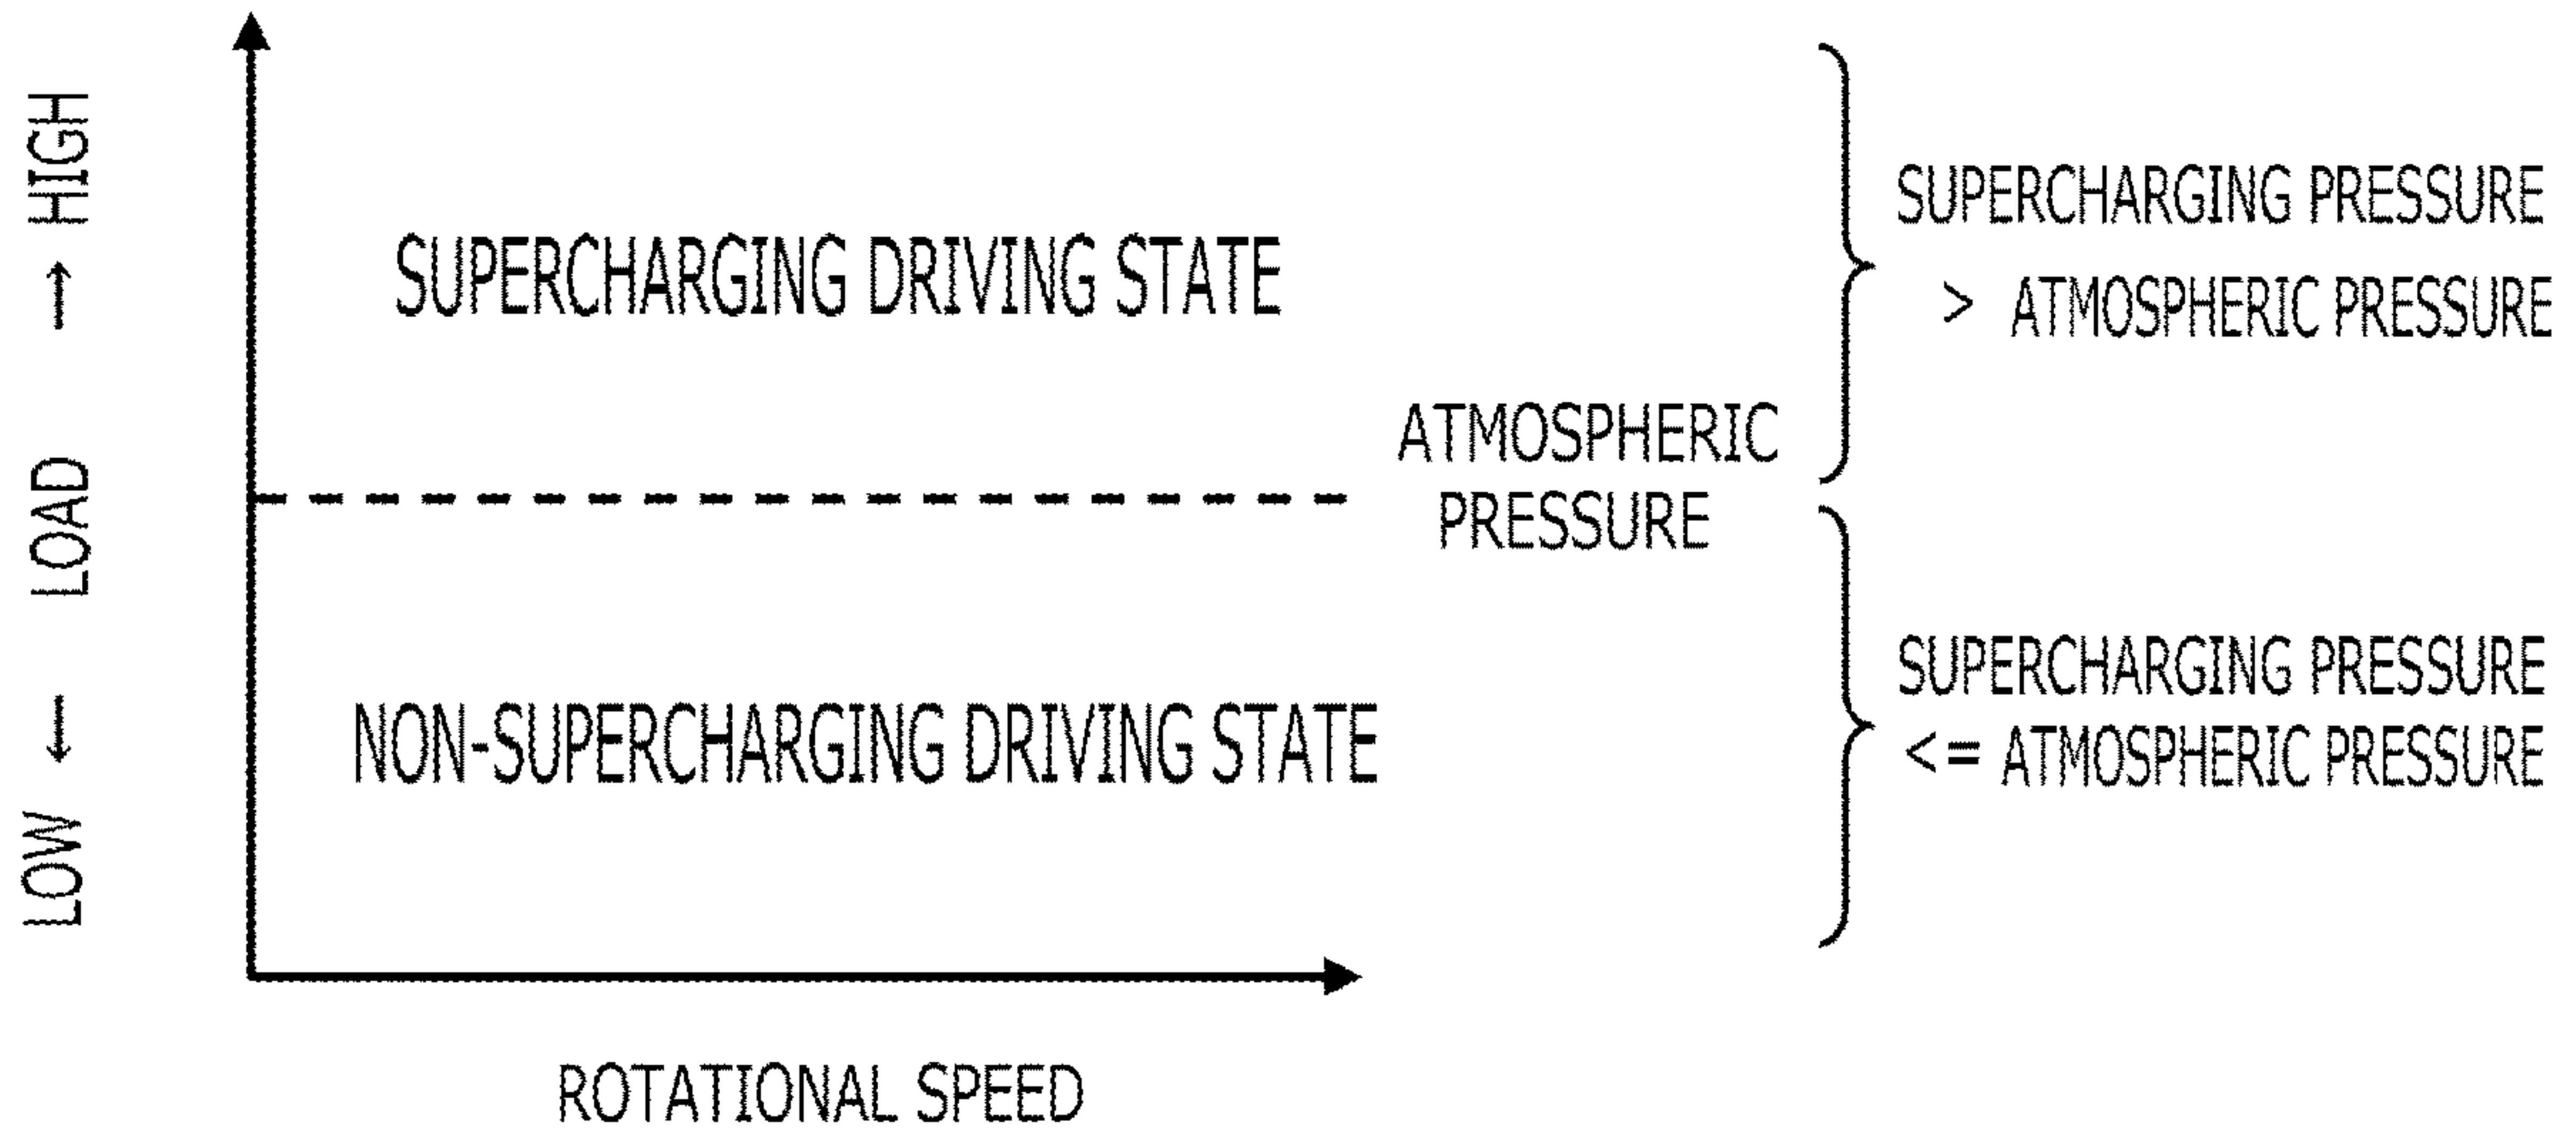 HIGH
→
LOAD
←
LOW
SUPERCHARGING DRIVING STATE
NON-SUPERCHARGING DRIVING STATE
ROTATIONAL SPEED
ATMOSPHERIC
PRESSURE
SUPERCHARGING PRESSURE
> ATMOSPHERIC PRESSURE
SUPERCHARGING PRESSURE
<= ATMOSPHERIC PRESSURE